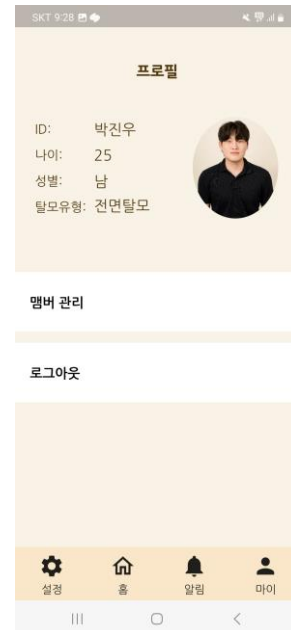 SKT 9:28
프로필
ID: 박진우
나이: 25
성별: 남
탈모유형: 전면탈모
맴버 관리
로그아웃
설정 홈 알림 마이